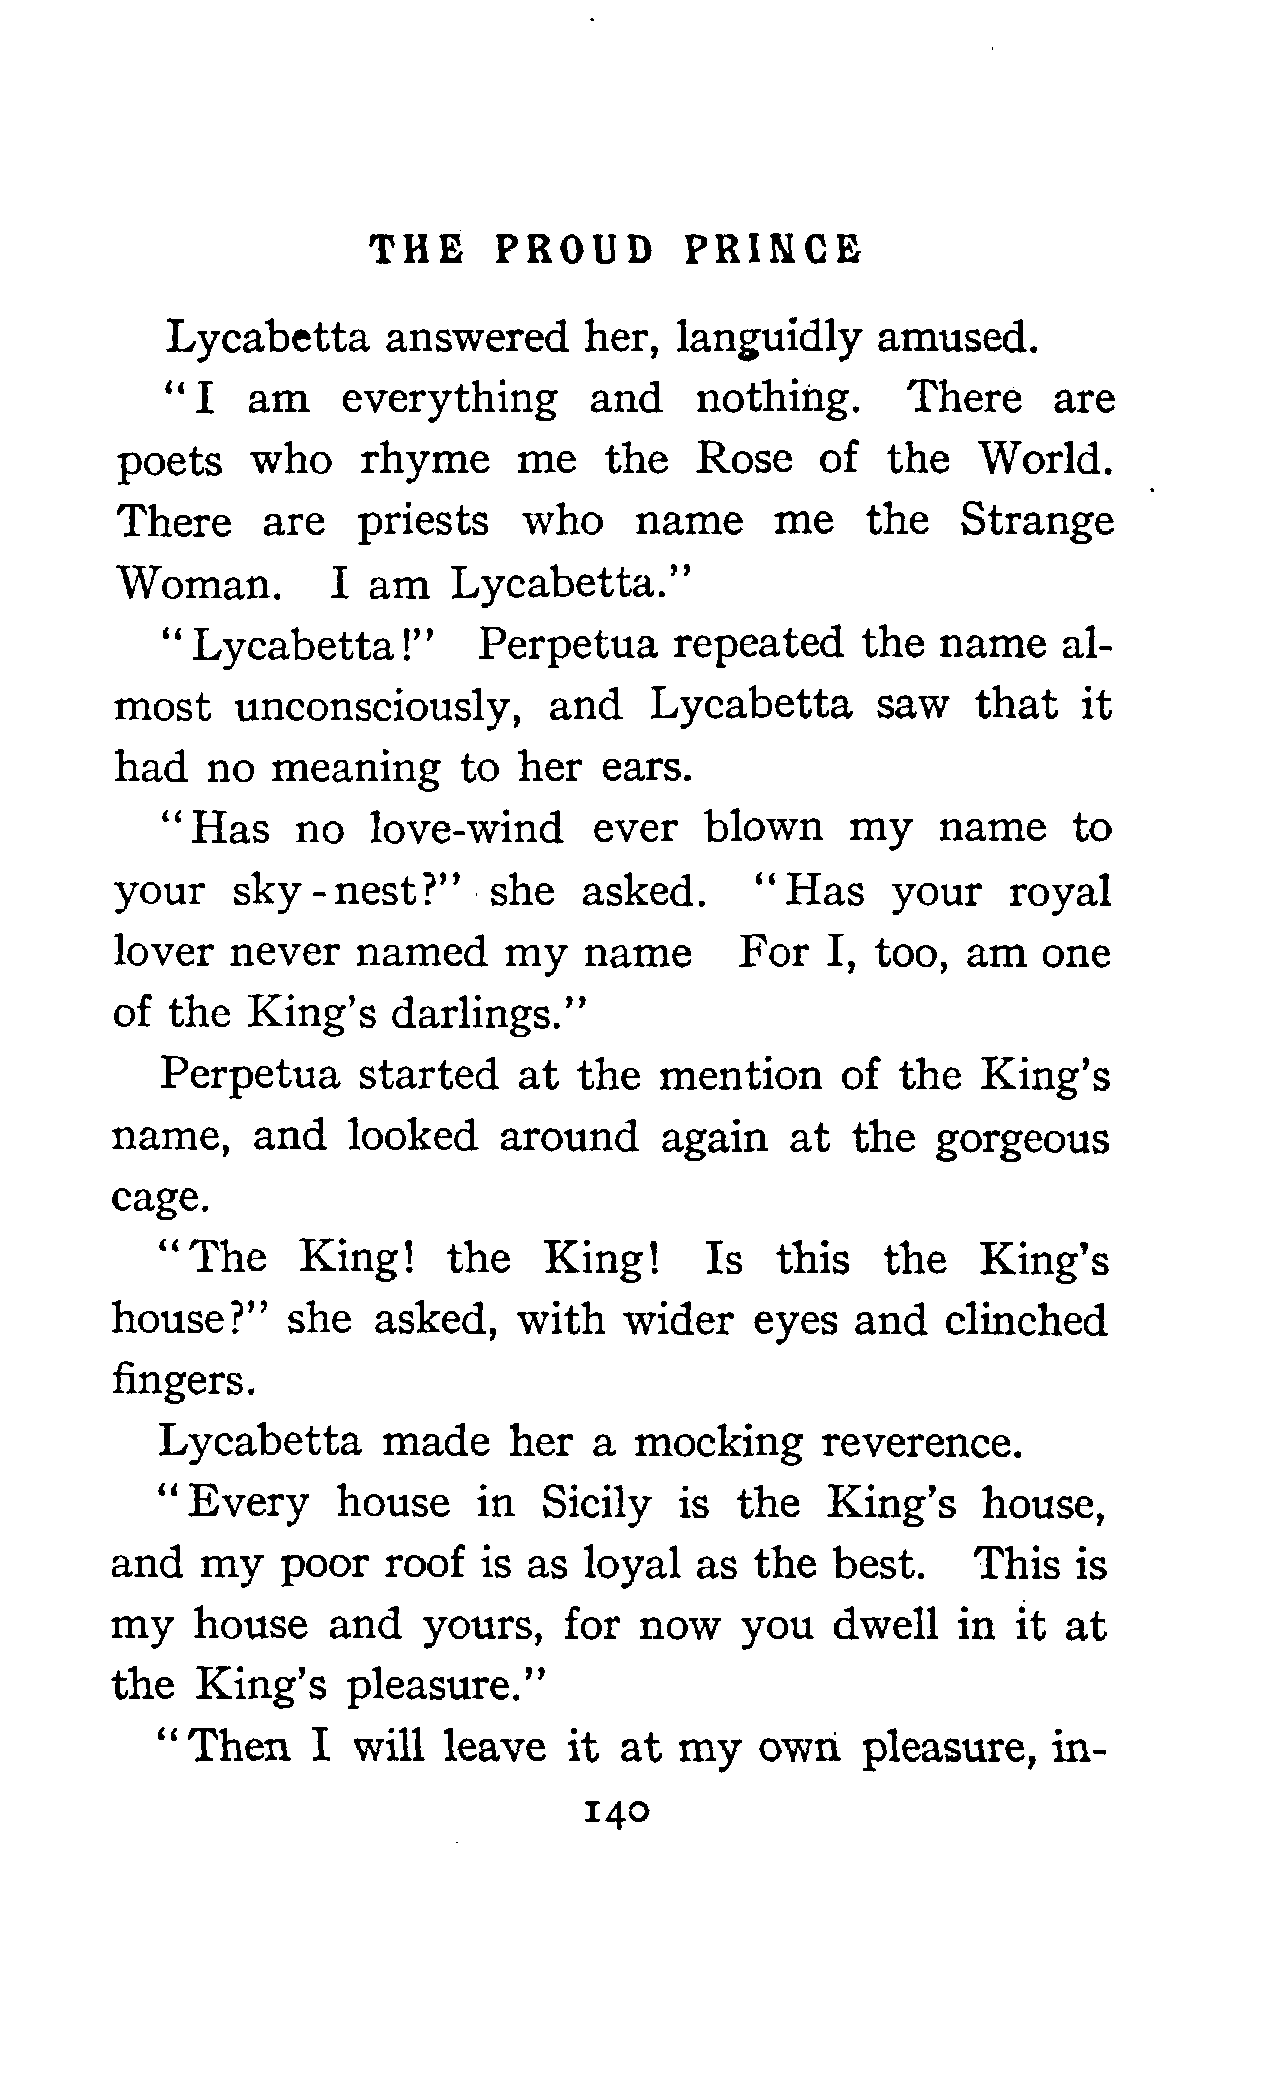 THE PROUD PRINCE
Lycabetta answered her, languidly amused.
"I am everything and nothing. There are
poets who rhyme me the Rose of the World.
There are priests who name me the Strange
Woman. I am Lycabetta."
"Lycabetta!" Perpetua repeated the name al-
most unconsciously, and Lycabetta saw that it
had no meaning to her ears.
"Has no love-wind ever blown my name to
your sky-nest?" she asked. "Has your royal
lover never named my name For I, too, am one
of the King's darlings."
Perpetua started at the mention of the King's
name, and looked around again at the gorgeous
cage.
"The King! the King! Is this the King's
house?" she asked, with wider eyes and clinched
fingers.
Lycabetta made her a mocking reverence.
"Every house in Sicily is the King's house,
and my poor roof is as loyal as the best. This is
my house and yours, for now you dwell in it at
the King's pleasure."
"Then I will leave it at my own pleasure, in-
140